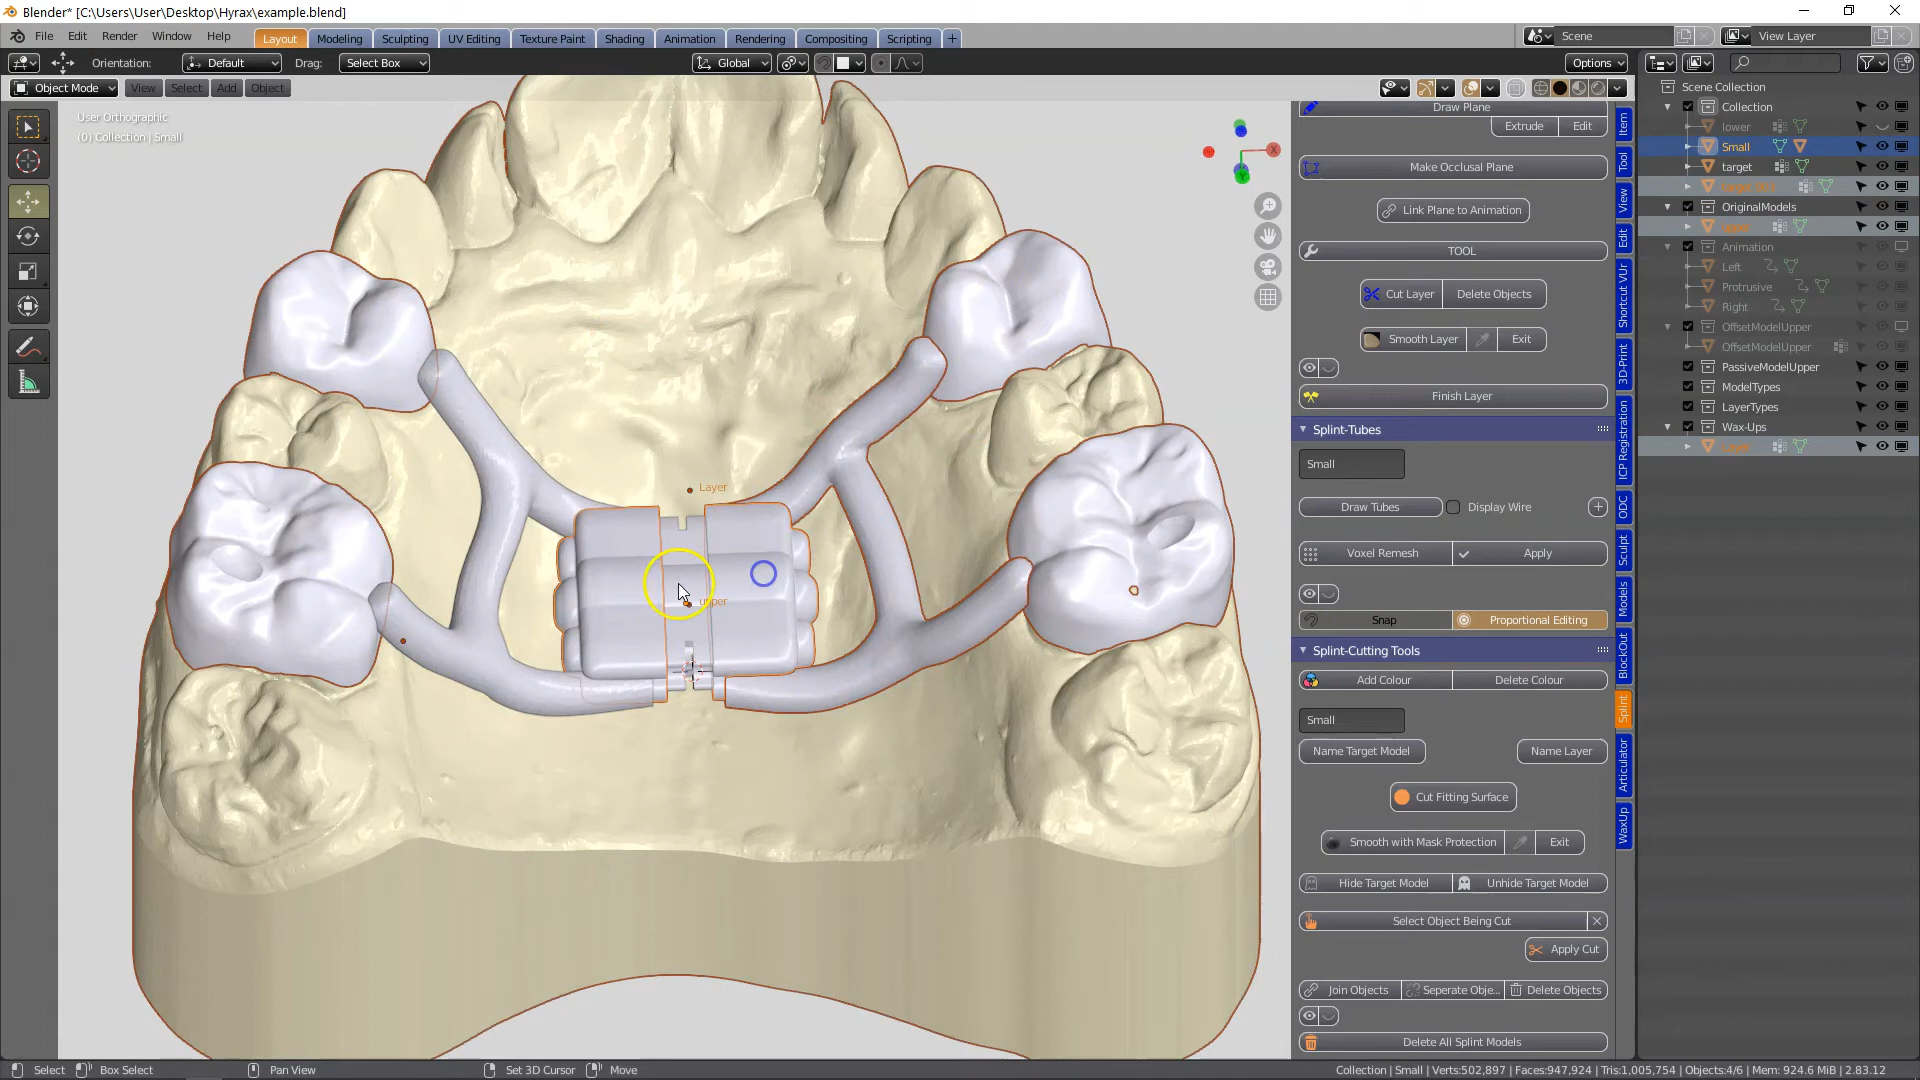 Blender* [C:\Users\User\Desktop\Hyrax\example.blend]
File Edit Render Window Help
Layout Modeling Sculpting UV Editing Texture Paint Shading Animation Rendering Compositing Scripting +
Scene
View Layer
Orientation: Default Drag: Select Box
Global
Options
Object Mode View Select Add Object
User Orthographic
(0) Collection | Small
X
Y
Layer
upper
Draw Plane
Extrude Edit
Make Occlusal Plane
Link Plane to Animation
TOOL
Cut Layer Delete Objects
Smooth Layer Exit
Finish Layer
Splint-Tubes
Small
Draw Tubes Display Wire
Voxel Remesh Apply
Snap Proportional Editing
Splint-Cutting Tools
Add Colour Delete Colour
Small
Name Target Model Name Layer
Cut Fitting Surface
Smooth with Mask Protection Exit
Hide Target Model Unhide Target Model
Select Object Being Cut
Apply Cut
Join Objects Seperate Obje... Delete Objects
Delete All Splint Models
Item
Tool
View
Edit
Shortcut VUr
3D-Print
ICP Registration
ODC
Sculpt
Models
BlockOut
Splint
Articulator
WaxUp
Scene Collection
Collection
lower
Small
target
OriginalModels
Animation
Left
Protrusive
Right
OffsetModelUpper
OffsetModelUpper
PassiveModelUpper
ModelTypes
LayerTypes
Wax-Ups
Select Box Select Pan View Set 3D Cursor Move
Collection | Small | Verts:502,897 | Faces:947,924 | Tris:1,005,754 | Objects:4/6 | Mem: 924.6 MiB | 2.83.12